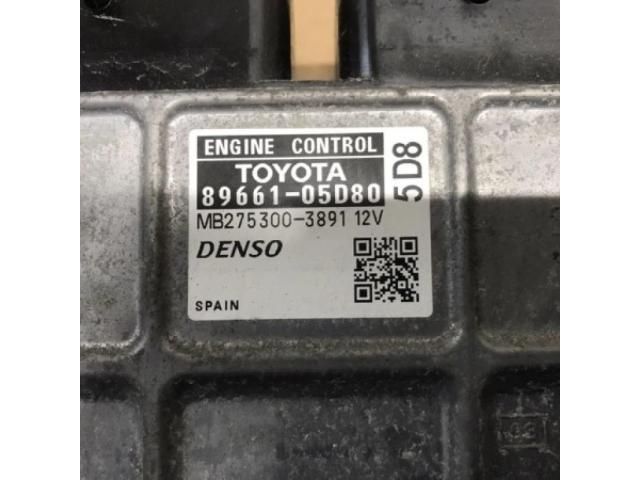 ENGINE CONTROL
TOYOTA
89661-05D80
5D8
MB275300-3891 12V
DENSO
SPAIN